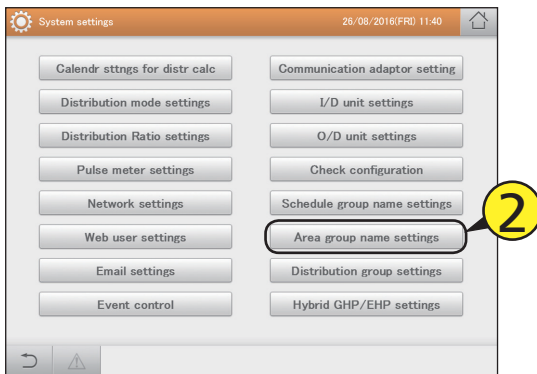 System settings 26/08/2016(FRI) 11:40
Calendr sttngs for distr calc Communication adaptor setting
Distribution mode settings I/D unit settings
Distribution Ratio settings O/D unit settings
Pulse meter settings Check configuration
Network settings Schedule group name settings
Web user settings Area group name settings 2
Email settings Distribution group settings
Event control Hybrid GHP/EHP settings